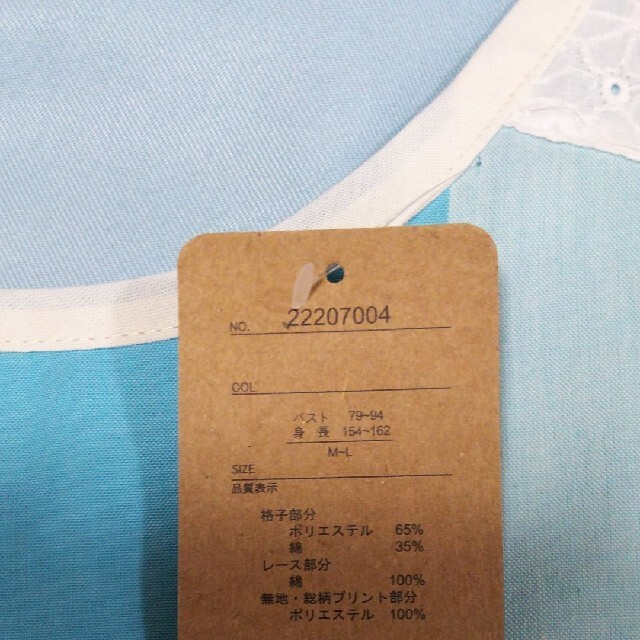 NO. 22207004
COL
バスト 79~94
身 長 154~162
M~L
SIZE
品質表示
格子部分
ポリエステル 65%
綿 35%
レース部分
綿 100%
無地・総柄プリント部分
ポリエステル 100%